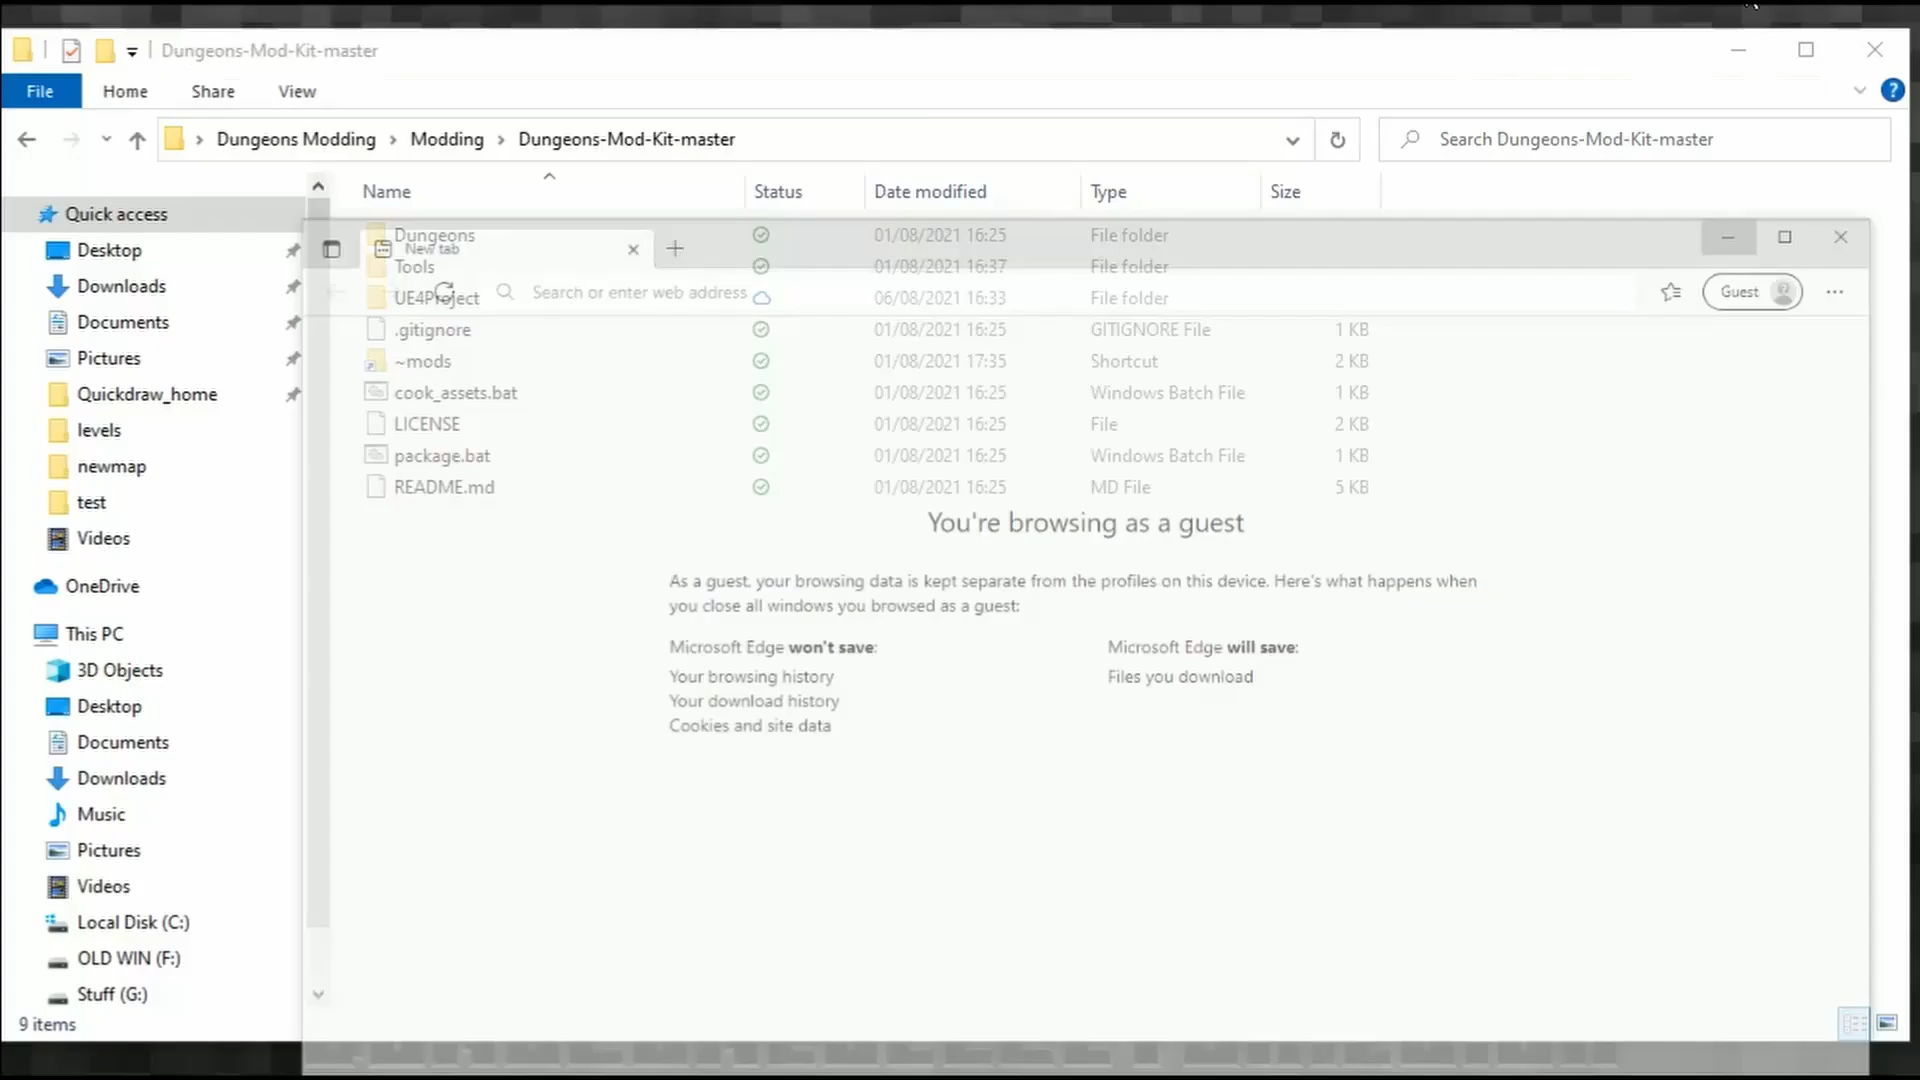 Dungeons-Mod-Kit-master
File Home Share View
Dungeons Modding > Modding > Dungeons-Mod-Kit-master
Search Dungeons-Mod-Kit-master
Name Status Date modified Type Size
Quick access
Desktop
Downloads
Documents
Pictures
Quickdraw_home
levels
newmap
test
Videos
OneDrive
This PC
3D Objects
Desktop
Documents
Downloads
Music
Pictures
Videos
Local Disk (C:)
OLD WIN (F:)
Stuff (G:)
9 items
Dungeons 01/08/2021 16:25 File folder
New tab
Tools 01/08/2021 16:37 File folder
UE4Project 06/08/2021 16:33 File folder
Search or enter web address
Guest
.gitignore 01/08/2021 16:25 GITIGNORE File 1 KB
~mods 01/08/2021 17:35 Shortcut 2 KB
cook_assets.bat 01/08/2021 16:25 Windows Batch File 1 KB
LICENSE 01/08/2021 16:25 File 2 KB
package.bat 01/08/2021 16:25 Windows Batch File 1 KB
README.md 01/08/2021 16:25 MD File 5 KB
You're browsing as a guest
As a guest, your browsing data is kept separate from the profiles on this device. Here's what happens when
you close all windows you browsed as a guest:
Microsoft Edge won't save:
Your browsing history
Your download history
Cookies and site data
Microsoft Edge will save:
Files you download